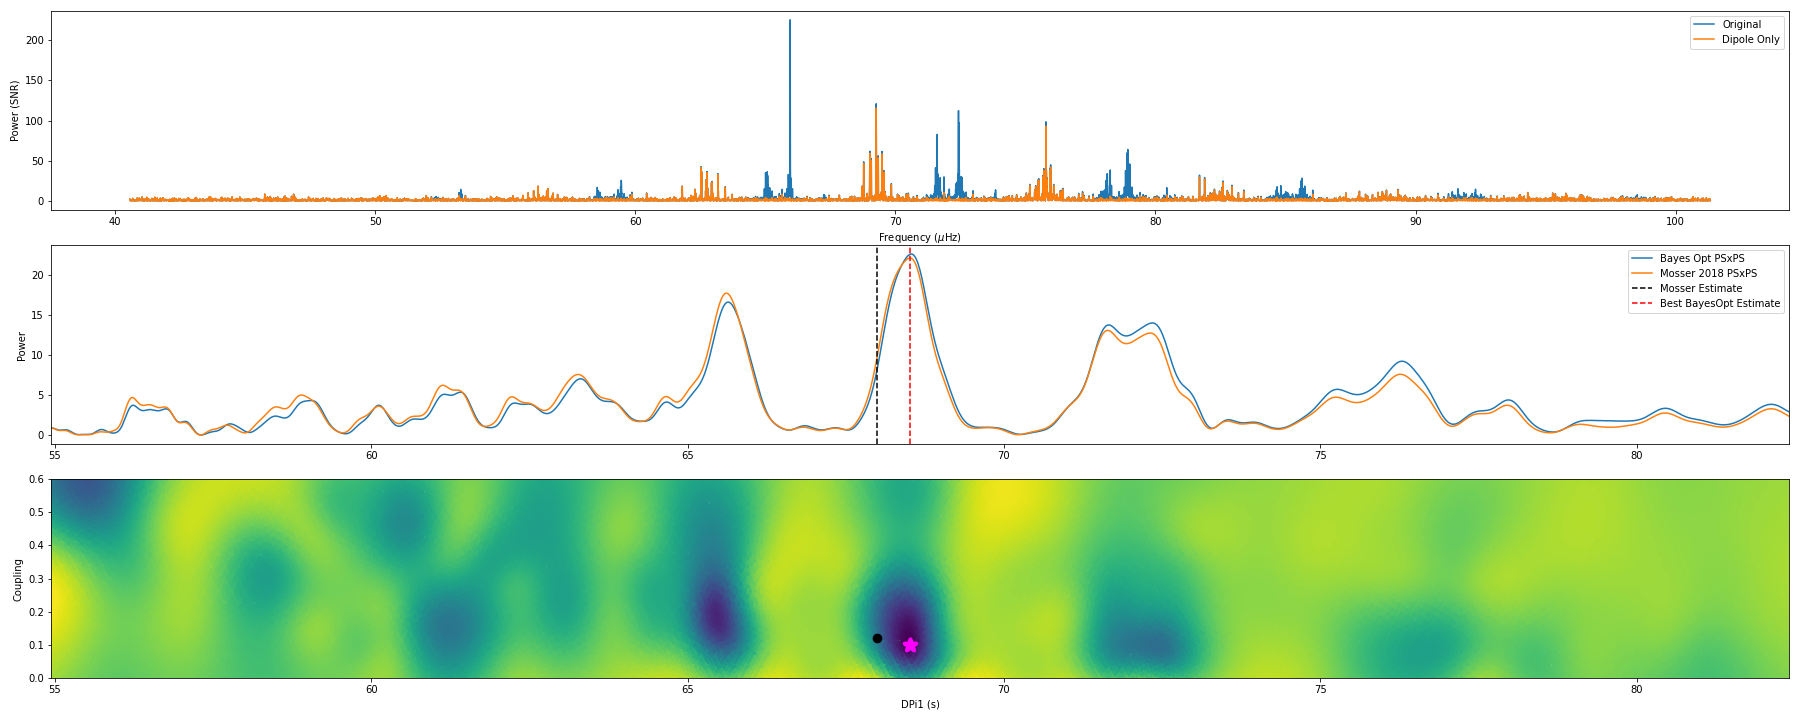 Power (SNR)
200
150
100
50
0
Original
Dipole Only
40 50 60 70 80 90 100
Frequency (μHz)
Power
20
15
10
5
0
Bayes Opt PSxPS
Mosser 2018 PSxPS
Mosser Estimate
Best BayesOpt Estimate
55 60 65 70 75 80
Coupling
0.6
0.5
0.4
0.3
0.2
0.1
0.0
55 60 65 70 75 80
DPi1 (s)